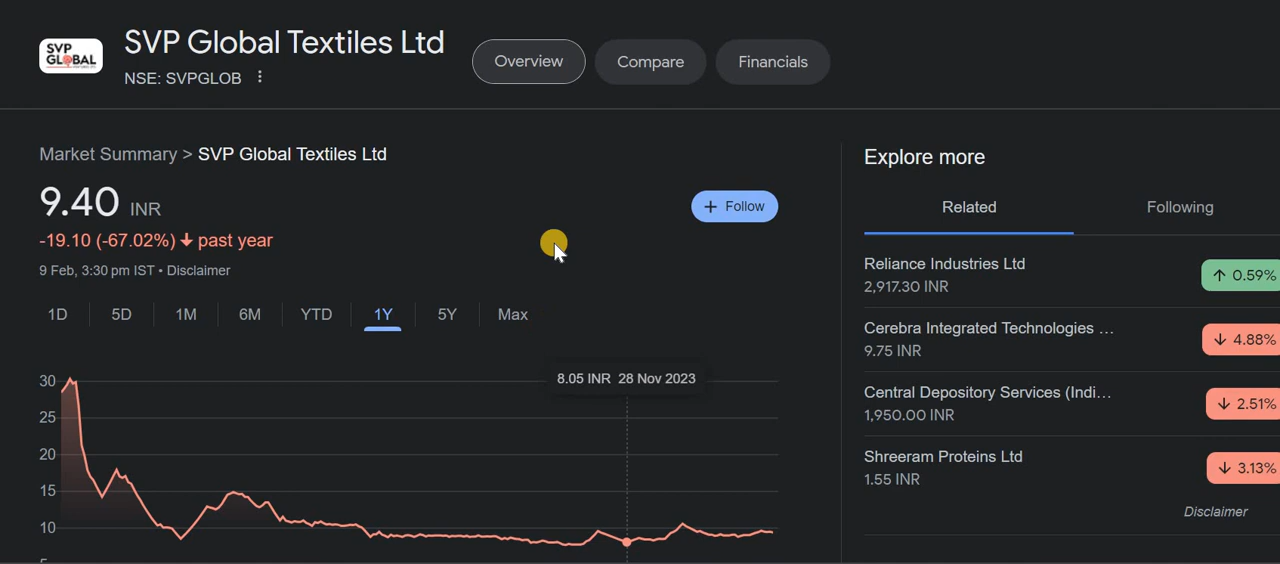 SVP
GLOBAL
SVP Global Textiles Ltd
NSE: SVPGLOB
Overview
Compare
Financials
Market Summary > SVP Global Textiles Ltd
9.40 INR
-19.10 (-67.02%) ↓ past year
9 Feb, 3:30 pm IST • Disclaimer
+ Follow
1D 5D 1M 6M YTD 1Y 5Y Max
8.05 INR 28 Nov 2023
30
25
20
15
10
Explore more
Related
Following
Reliance Industries Ltd
2,917.30 INR
↑ 0.59%
Cerebra Integrated Technologies ...
9.75 INR
↓ 4.88%
Central Depository Services (Indi...
1,950.00 INR
↓ 2.51%
Shreeram Proteins Ltd
1.55 INR
↓ 3.13%
Disclaimer